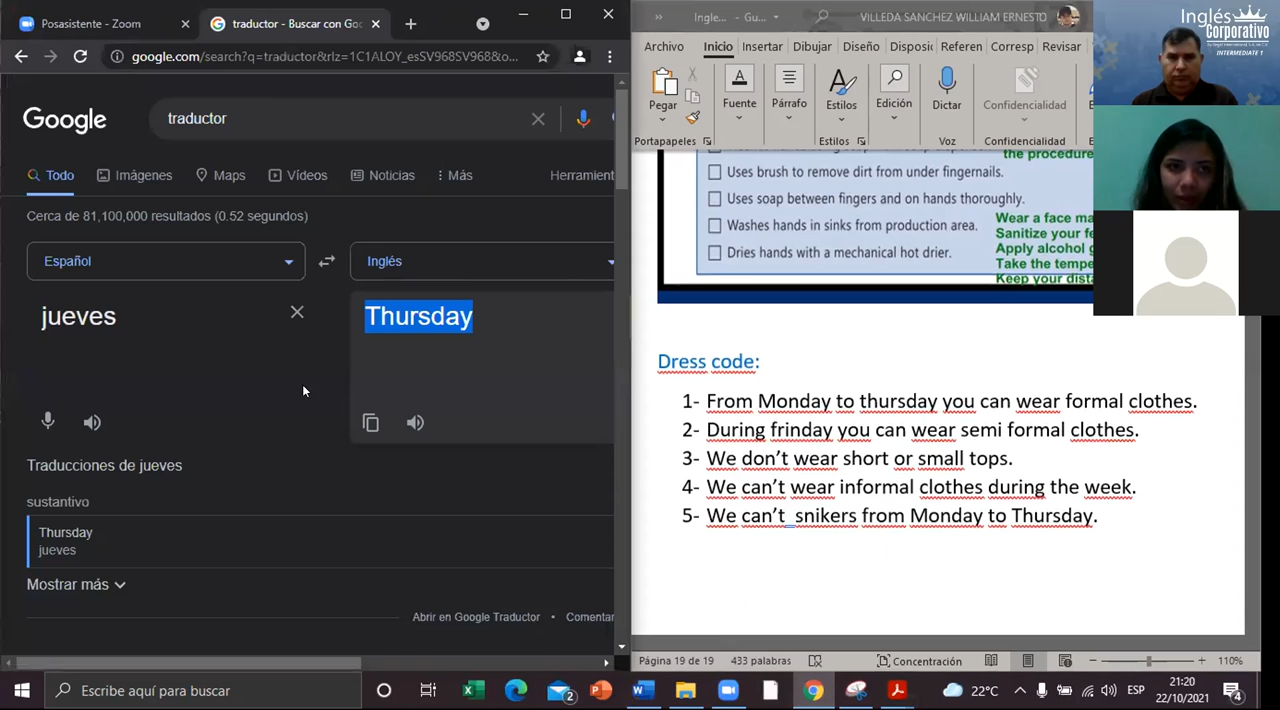 Posasistente - Zoom
traductor - Buscar con Goo
google.com/search?q=traductor&rlz=1C1ALOY_esSV968SV968&o...
Google
traductor
Todo
Imágenes
Maps
Vídeos
Noticias
Más
Herramient
Cerca de 81,100,000 resultados (0.52 segundos)
Español
Inglés
jueves
Thursday
Traducciones de jueves
sustantivo
Thursday
jueves
Mostrar más
Abrir en Google Traductor • Comentar
Ingle... - Gu...
VILLEDA SANCHEZ WILLIAM ERNESTO
Archivo Inicio Insertar Dibujar Diseño Disposi Referen Corresp Revisar
Pegar
Fuente
Párrafo
Estilos
Edición
Dictar
Confidencialidad
Portapapeles
Estilos
Voz
Confidencialidad
the procedure
Uses brush to remove dirt from under fingernails.
Uses soap between fingers and on hands thoroughly.
Washes hands in sinks from production area.
Dries hands with a mechanical hot drier.
Wear a face ma
Sanitize your fe
Apply alcohol g
Take the tempe
Keep your dista
Dress code:
1- From Monday to thursday you can wear formal clothes.
2- During frinday you can wear semi formal clothes.
3- We don't wear short or small tops.
4- We can't wear informal clothes during the week.
5- We can't snikers from Monday to Thursday.
Página 19 de 19
433 palabras
Concentración
110%
Inglés
Corporativo
INTERMEDIATE 1
Escribe aquí para buscar
2
22°C
ESP
21:20
22/10/2021
4